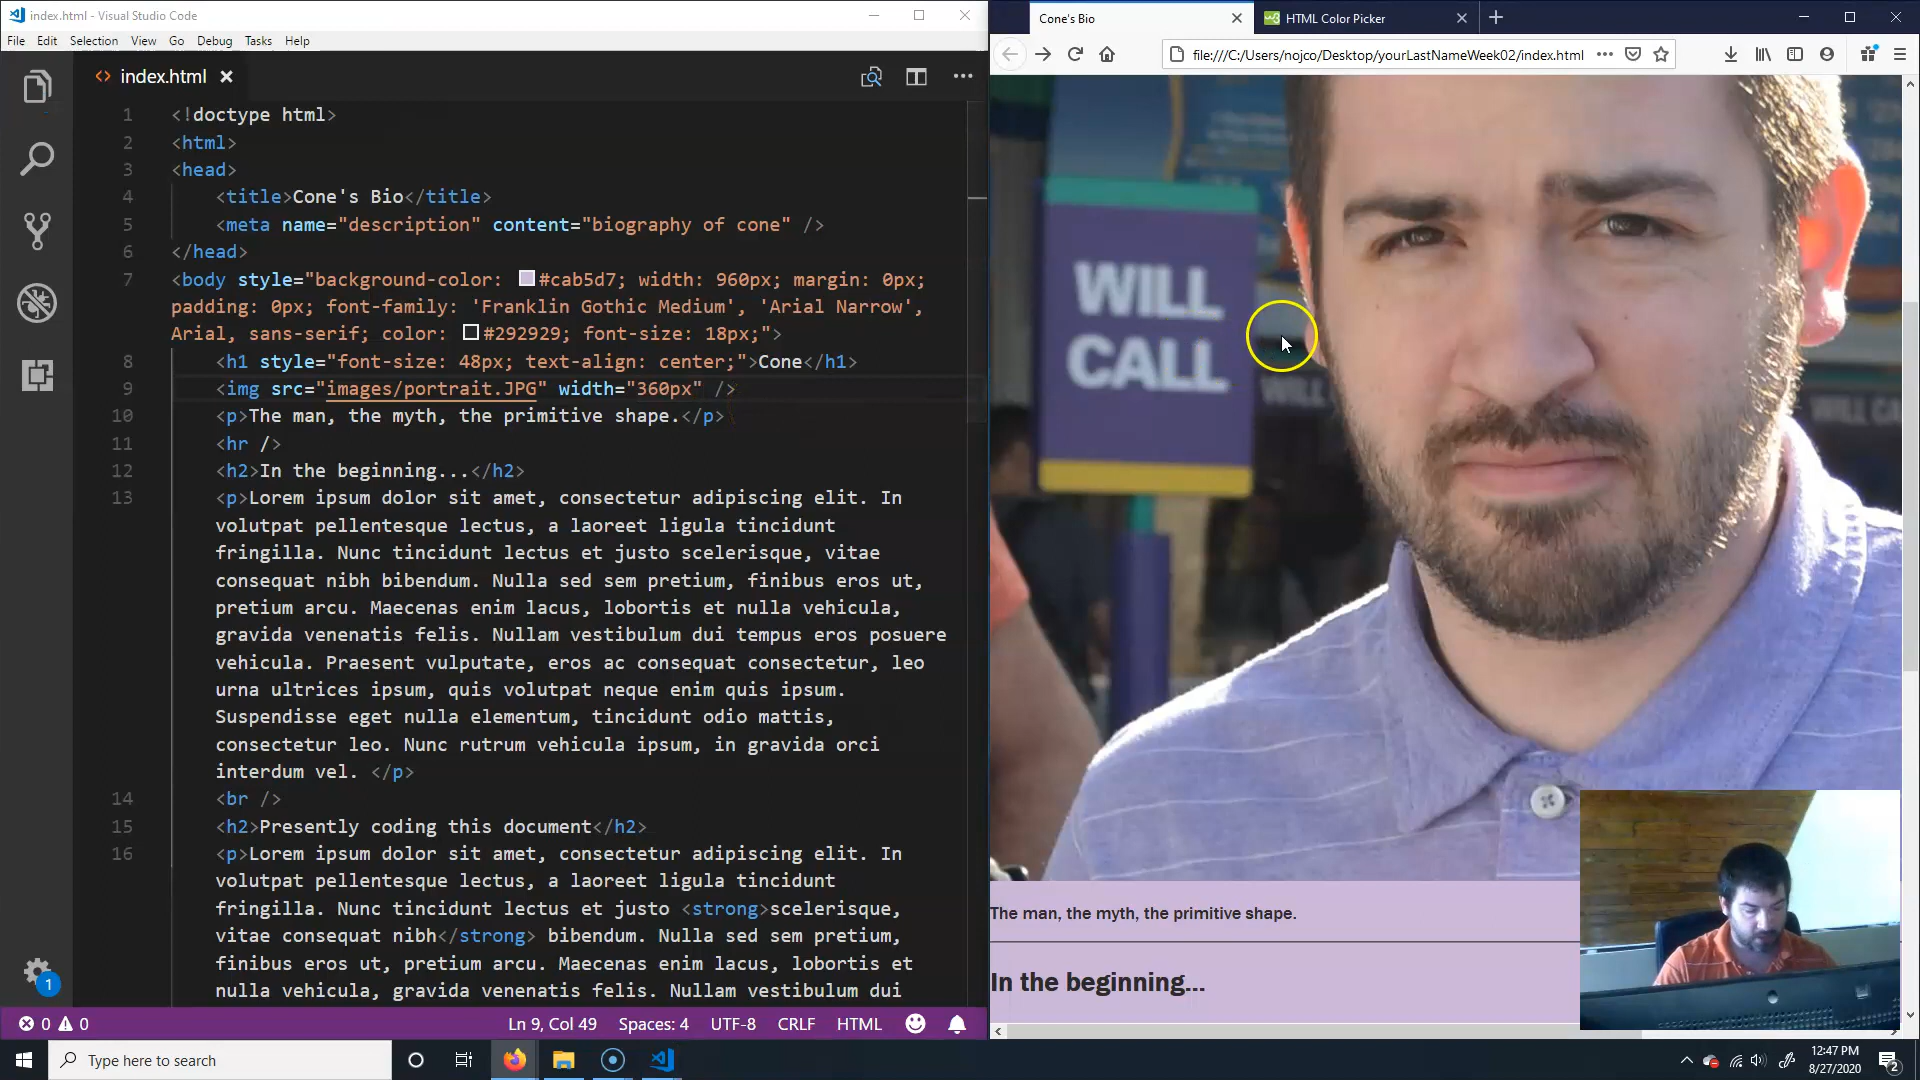 index.html - Visual Studio Code
File Edit Selection View Go Debug Tasks Help
index.html
1 <!doctype html>
2 <html>
3 <head>
4 <title>Cone's Bio</title>
5 <meta name="description" content="biography of cone" />
6 </head>
7 <body style="background-color: #cab5d7; width: 960px; margin: 0px;
padding: 0px; font-family: 'Franklin Gothic Medium', 'Arial Narrow',
Arial, sans-serif; color: #292929; font-size: 18px;">
8 <h1 style="font-size: 48px; text-align: center;">Cone</h1>
9 <img src="images/portrait.JPG" width="360px" />
10 <p>The man, the myth, the primitive shape.</p>
11 <hr />
12 <h2>In the beginning...</h2>
13 <p>Lorem ipsum dolor sit amet, consectetur adipiscing elit. In
volutpat pellentesque lectus, a laoreet ligula tincidunt
fringilla. Nunc tincidunt lectus et justo scelerisque, vitae
consequat nibh bibendum. Nulla sed sem pretium, finibus eros ut,
pretium arcu. Maecenas enim lacus, lobortis et nulla vehicula,
gravida venenatis felis. Nullam vestibulum dui tempus eros posuere
vehicula. Praesent vulputate, eros ac consequat consectetur, leo
urna ultrices ipsum, quis volutpat neque enim quis ipsum.
Suspendisse eget nulla elementum, tincidunt odio mattis,
consectetur leo. Nunc rutrum vehicula ipsum, in gravida orci
interdum vel. </p>
14 <br />
15 <h2>Presently coding this document</h2>
16 <p>Lorem ipsum dolor sit amet, consectetur adipiscing elit. In
volutpat pellentesque lectus, a laoreet ligula tincidunt
fringilla. Nunc tincidunt lectus et justo <strong>scelerisque,
vitae consequat nibh</strong> bibendum. Nulla sed sem pretium,
finibus eros ut, pretium arcu. Maecenas enim lacus, lobortis et
nulla vehicula, gravida venenatis felis. Nullam vestibulum dui
1
0 0 Ln 9, Col 49 Spaces: 4 UTF-8 CRLF HTML
Cone's Bio
HTML Color Picker
file:///C:/Users/nojco/Desktop/yourLastNameWeek02/index.html
WILL
CALL
The man, the myth, the primitive shape.
In the beginning...
Type here to search
12:47 PM
8/27/2020
2